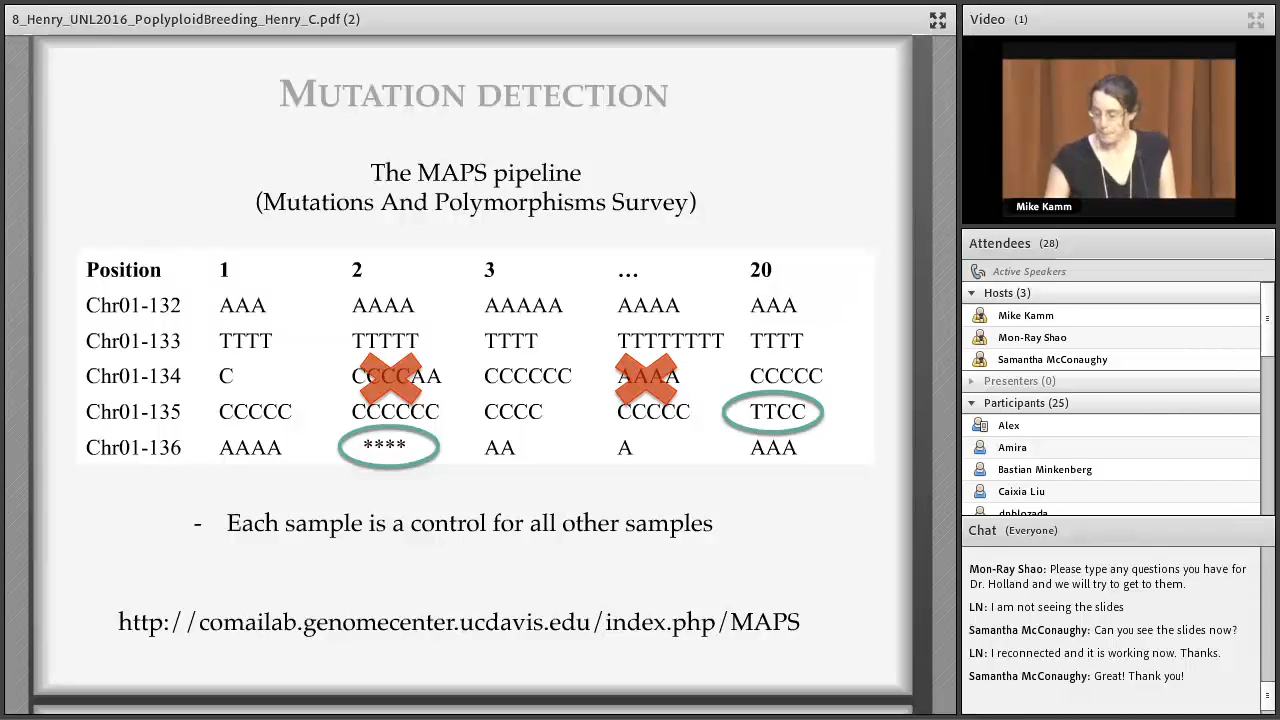 8_Henry_UNL2016_PoplyploidBreeding_Henry_C.pdf (2)
MUTATION DETECTION
The MAPS pipeline
(Mutations And Polymorphisms Survey)
Position 1 2 3 ... 20
Chr01-132 AAA AAAA AAAAA AAAA AAA
Chr01-133 TTTT TTTTT TTTT TTTTTTTT TTTT
Chr01-134 C CCCCAA CCCCCC AAAA CCCCC
Chr01-135 CCCCC CCCCCC CCCC CCCCC TTCC
Chr01-136 AAAA **** AA A AAA
- Each sample is a control for all other samples
http://comailab.genomecenter.ucdavis.edu/index.php/MAPS
Video (1)
Mike Kamm
Attendees (28)
Active Speakers
Hosts (3)
Mike Kamm
Mon-Ray Shao
Samantha McConaughy
Presenters (0)
Participants (25)
Alex
Amira
Bastian Minkenberg
Caixia Liu
dnblozada
Chat (Everyone)
Mon-Ray Shao: Please type any questions you have for
Dr. Holland and we will try to get to them.
LN: I am not seeing the slides
Samantha McConaughy: Can you see the slides now?
LN: I reconnected and it is working now. Thanks.
Samantha McConaughy: Great! Thank you!